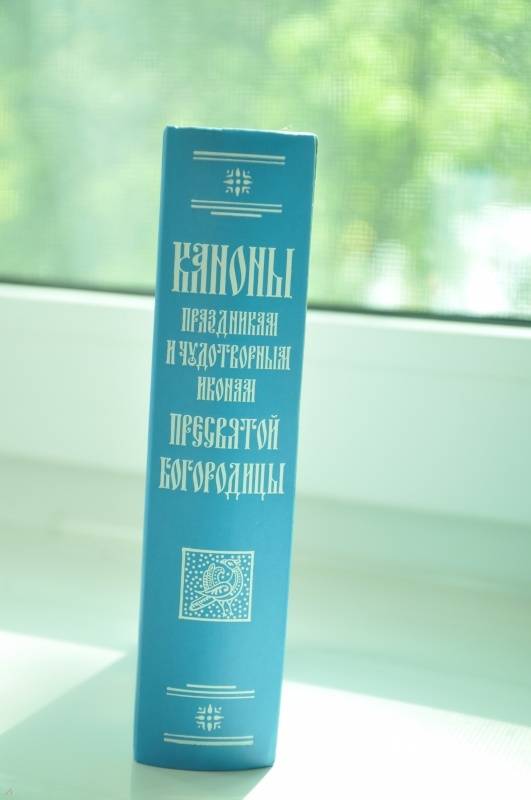 КАНОНЫ
ПРАЗДНИКАМ
И ЧУДОТВОРНЫМ
ИКОНАМ
ПРЕСВЯТОЙ
БОГОРОДИЦЫ